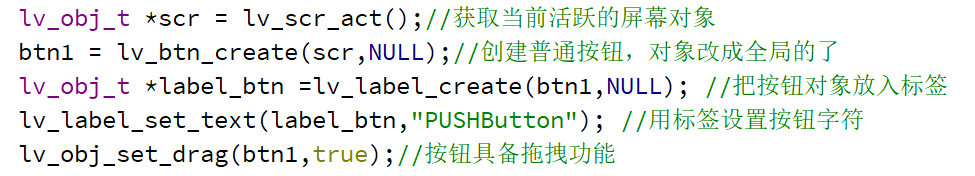 lv_obj_t *scr = lv_scr_act();//获取当前活跃的屏幕对象
btn1 = lv_btn_create(scr,NULL);//创建普通按钮，对象改成全局的了
lv_obj_t *label_btn =lv_label_create(btn1,NULL); //把按钮对象放入标签
lv_label_set_text(label_btn,"PUSHButton"); //用标签设置按钮字符
lv_obj_set_drag(btn1,true);//按钮具备拖拽功能